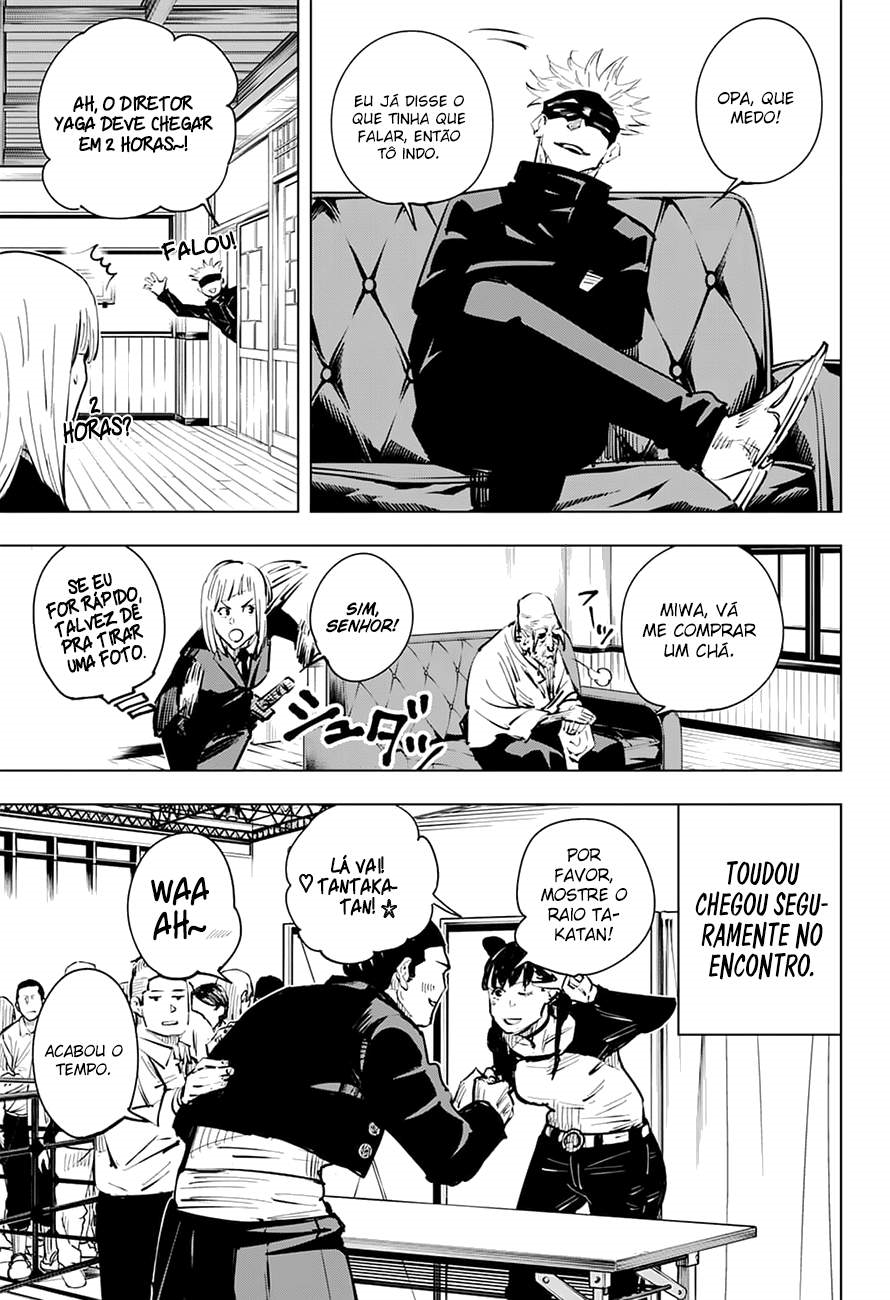 OPA, QUE
MEDO!
EU JÁ DISSE O
QUE TINHA QUE
FALAR, ENTÃO
TÔ INDO.
AH, O DIRETOR
YAGA DEVE CHEGAR
EM 2 HORAS~!
FALOU!
2
HORAS?
MIWA, VÁ
ME COMPRAR
UM CHÁ.
SIM,
SENHOR!
シュダッ
SE EU
FOR RÁPIDO,
TALVEZ DÊ
PRA TIRAR
UMA FOTO.
TOUDOU
CHEGOU SEGU-
RAMENTE NO
ENCONTRO.
POR
FAVOR,
MOSTRE O
RAIO TA-
KATAN!
LÁ VAI!
♡ TANTAKA-
TAN! ☆
WAA
AH~
ACABOU O
TEMPO.